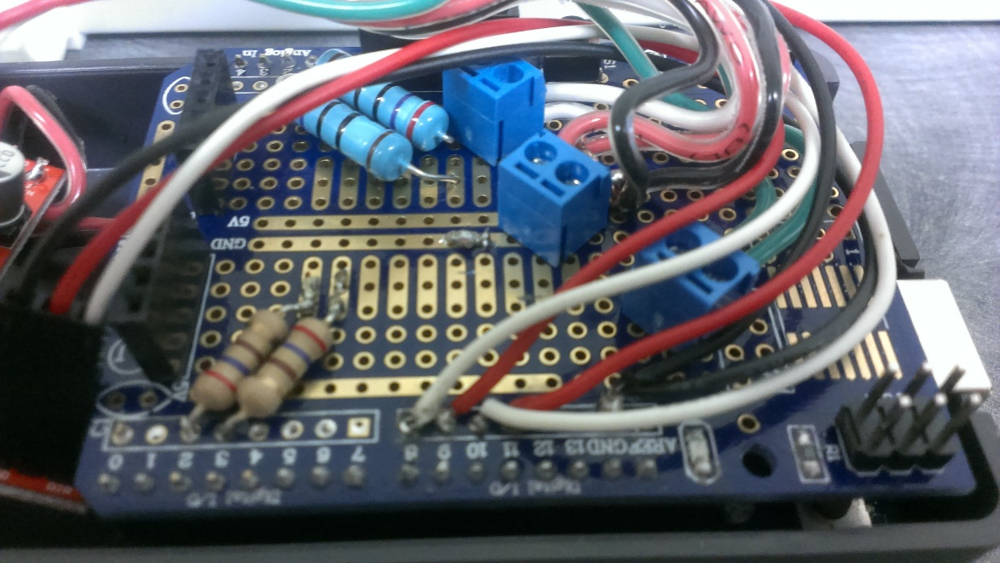 Analog In
5V
GND
5V
0 1 2 3 4 5 6 7
8 9 10 11 12 13 GND AREF
Digital I/O
Digital I/O